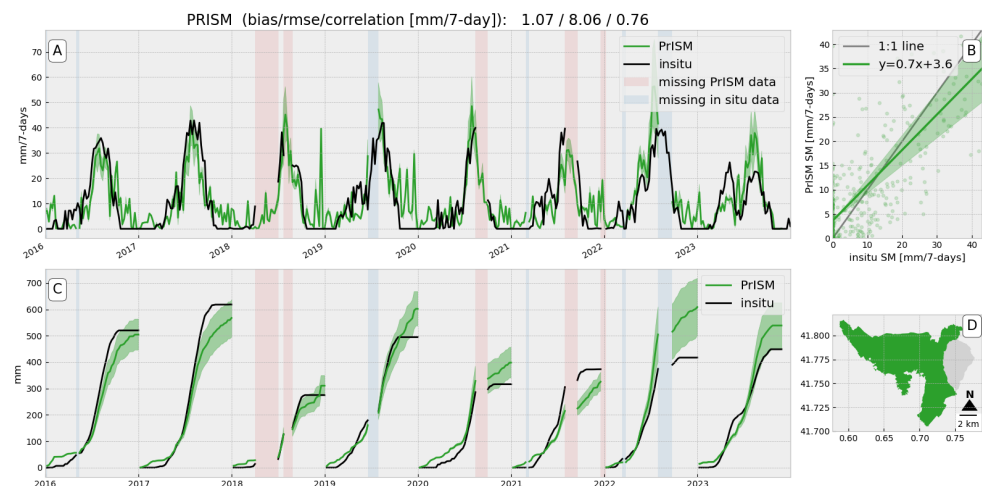 PRISM  (bias/rmse/correlation [mm/7-day]):   1.07 / 8.06 / 0.76
A
PrISM
insitu
missing PrISM data
missing in situ data
mm/7-days
70
60
50
40
30
20
10
0
2016
2017
2018
2019
2020
2021
2022
2023
B
1:1 line
y=0.7x+3.6
PrISM SM [mm/7-days]
40
35
30
25
20
15
10
5
0
0
10
20
30
40
insitu SM [mm/7-days]
C
PrISM
insitu
mm
700
600
500
400
300
200
100
0
2016
2017
2018
2019
2020
2021
2022
2023
D
41.800
41.775
41.750
41.725
41.700
0.60
0.65
0.70
0.75
N
2 km